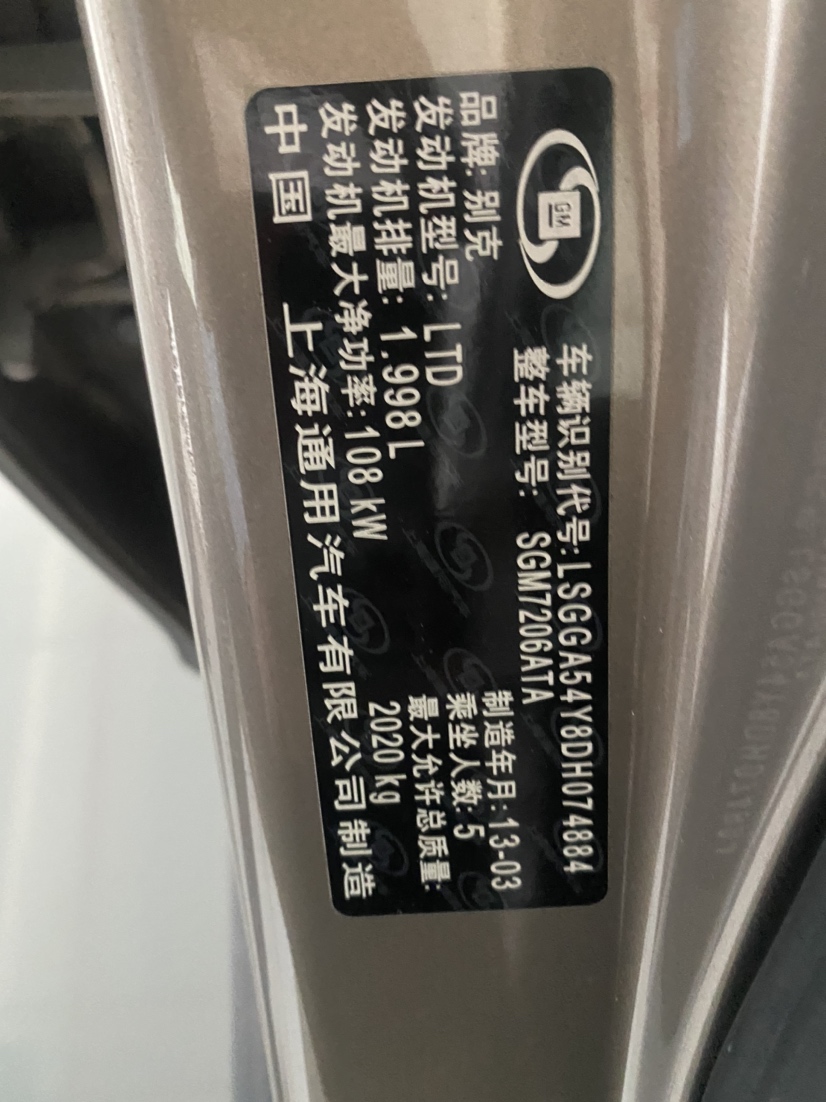 GM
车辆识别代号:LSGGA54Y8DH074884
整车型号: SGM7206ATA
品牌: 别克
制造年月: 13-03
发动机型号: LTD
乘坐人数: 5
发动机排量: 1.998L
最大允许总质量:
2020kg
发动机最大净功率: 108 kW
中国 上海通用汽车有限公司制造